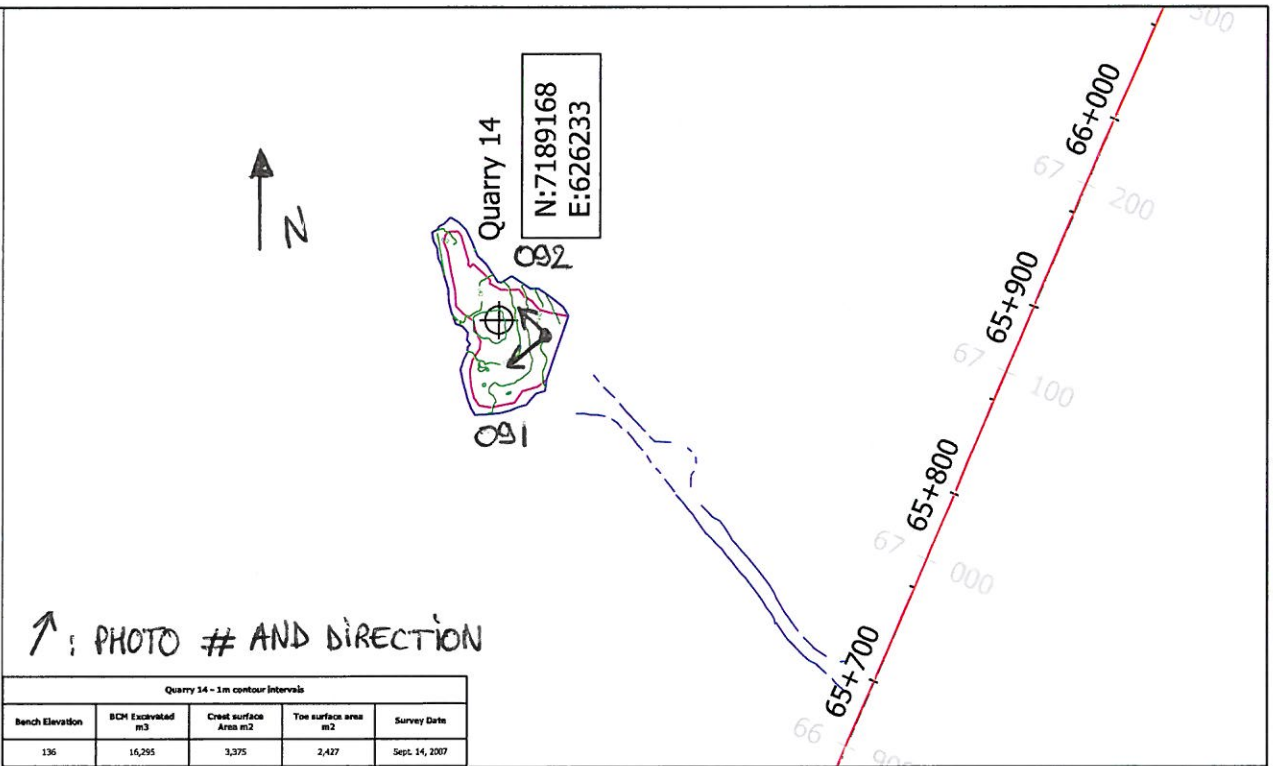 300
66+000
67 200
Quarry 14
N:7189168
E:626233
N
092
65+900
67 100
091
65+800
67 000
↑: PHOTO # AND DIRECTION
65+700
66 900
Quarry 14 - 1m contour intervals
Bench Elevation BCM Excavated m3 Crest surface Area m2 Toe surface area m2 Survey Date
136 16,295 3,375 2,427 Sept. 14, 2007